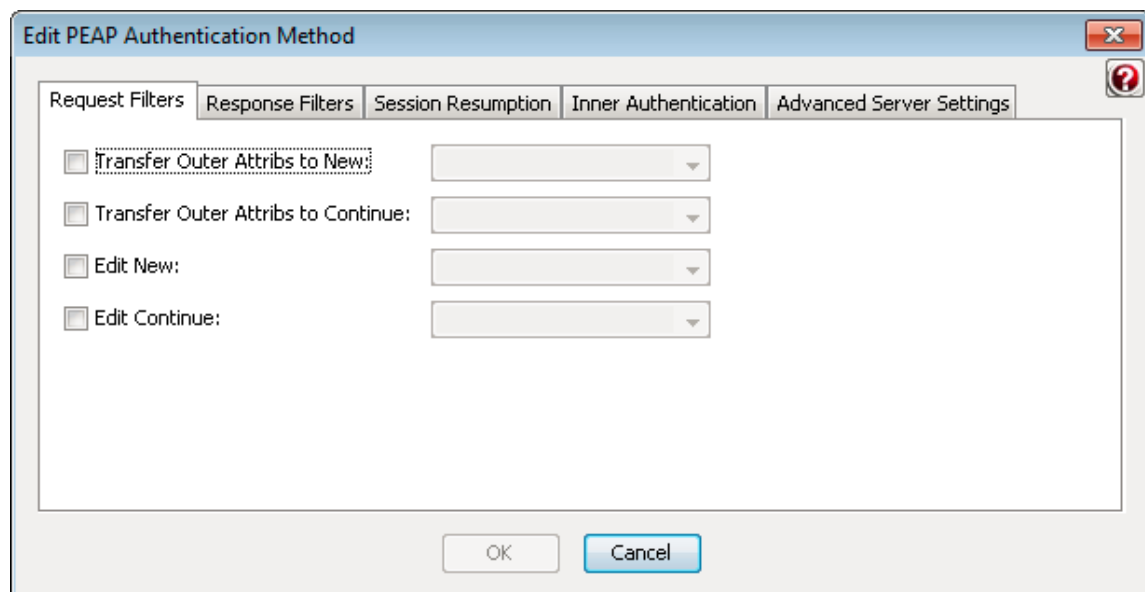 Edit PEAP Authentication Method
Request Filters Response Filters Session Resumption Inner Authentication Advanced Server Settings
Transfer Outer Attribs to New:
Transfer Outer Attribs to Continue:
Edit New:
Edit Continue:
OK Cancel